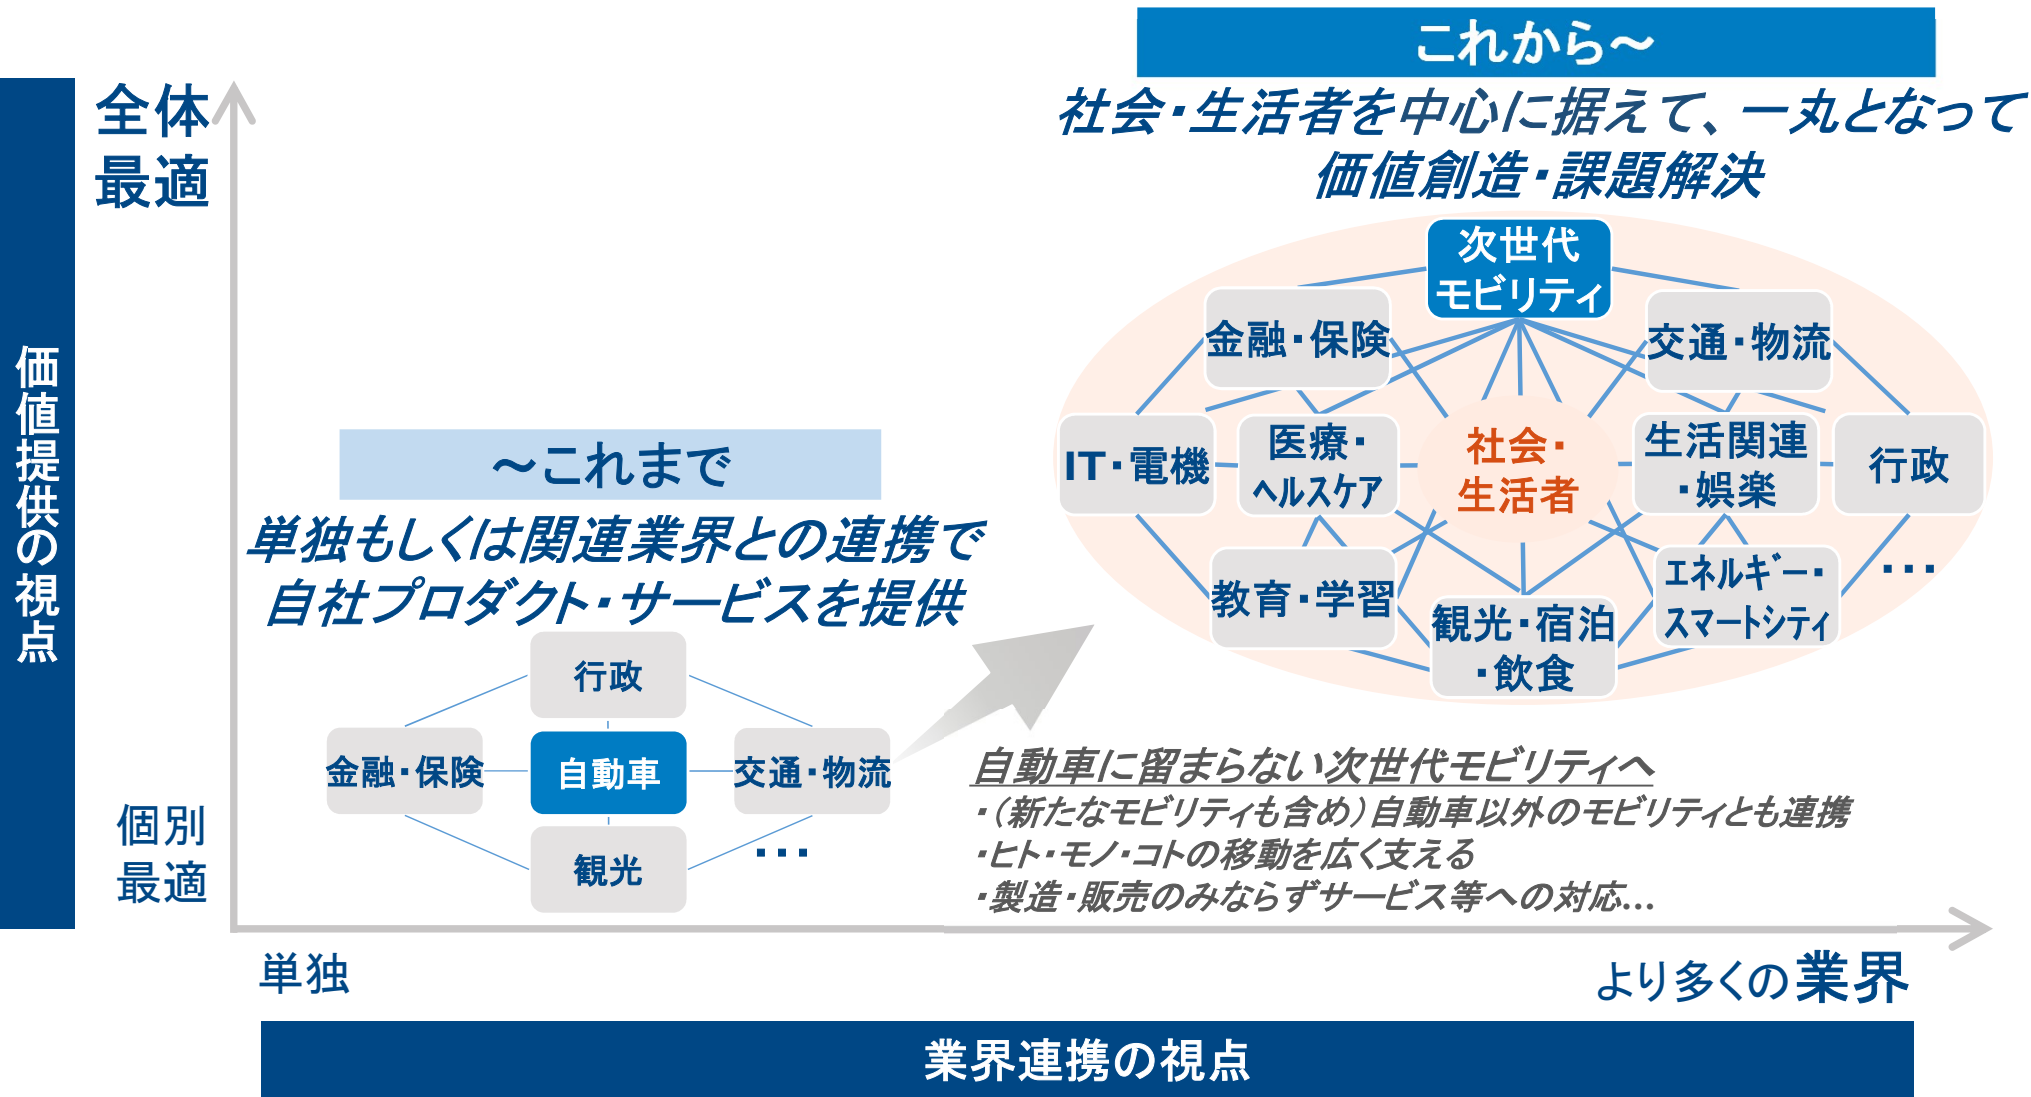 これから～
社会・生活者を中心に据えて、一丸となって
価値創造・課題解決
全体
最適
価値提供の視点
次世代
モビリティ
金融・保険
交通・物流
IT・電機
医療・
ヘルスケア
社会・
生活者
生活関連
・娯楽
行政
教育・学習
観光・宿泊
・飲食
エネルギー・
スマートシティ
・・・
～これまで
単独もしくは関連業界との連携で
自社プロダクト・サービスを提供
行政
金融・保険
自動車
交通・物流
観光
・・・
自動車に留まらない次世代モビリティへ
・（新たなモビリティも含め）自動車以外のモビリティとも連携
・ヒト・モノ・コトの移動を広く支える
・製造・販売のみならずサービス等への対応…
個別
最適
単独
より多くの業界
業界連携の視点